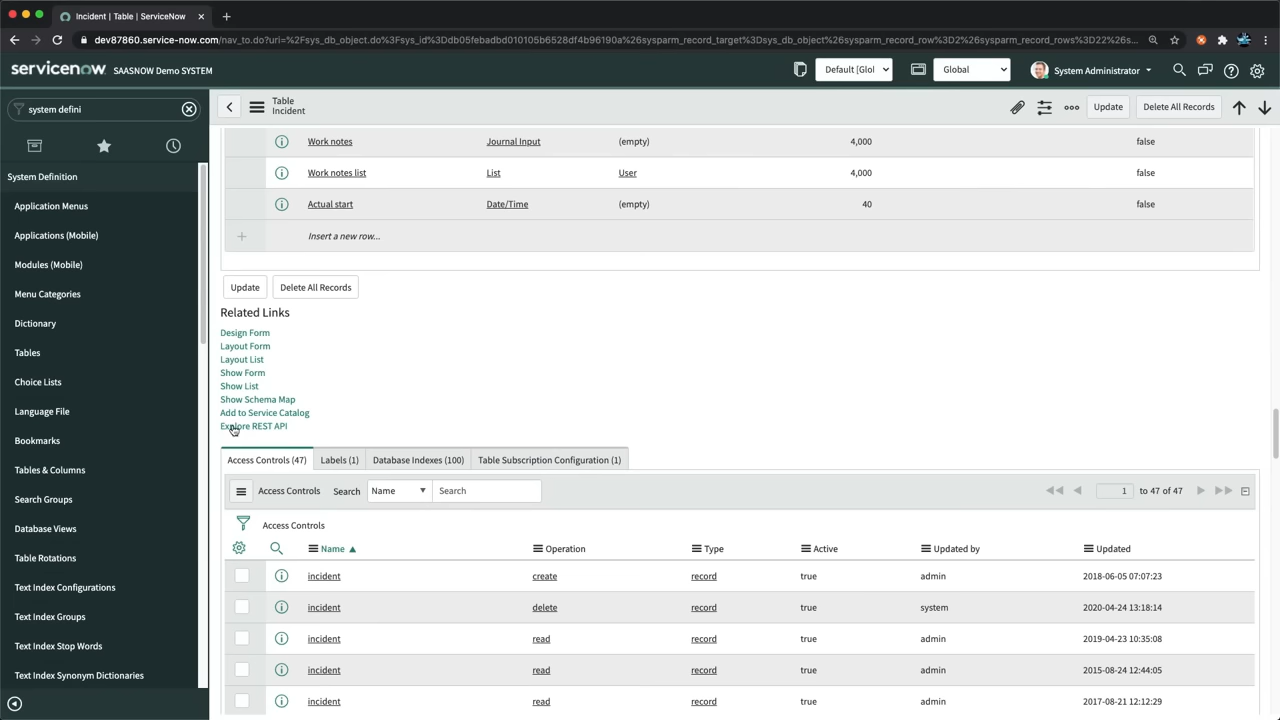 Incident | Table | ServiceNow
dev87860.service-now.com/nav_to.do?uri=%2Fsys_db_object.do%3Fsys_id%3Ddb05febadbd010105b6528df4b96190a%26sysparm_record_target%3Dsys_db_object%26sysparm_record_row%3D2%26sysparm_record_rows%3D22%26s...
servicenow SAASNOW Demo SYSTEM
Default [Glol
Global
System Administrator
system defini
System Definition
Application Menus
Applications (Mobile)
Modules (Mobile)
Menu Categories
Dictionary
Tables
Choice Lists
Language File
Bookmarks
Tables & Columns
Search Groups
Database Views
Table Rotations
Text Index Configurations
Text Index Groups
Text Index Stop Words
Text Index Synonym Dictionaries
Table
Incident
Update Delete All Records
Work notes Journal Input (empty) 4,000 false
Work notes list List User 4,000 false
Actual start Date/Time (empty) 40 false
Insert a new row...
Update Delete All Records
Related Links
Design Form
Layout Form
Layout List
Show Form
Show List
Show Schema Map
Add to Service Catalog
Explore REST API
Access Controls (47) Labels (1) Database Indexes (100) Table Subscription Configuration (1)
Access Controls Search Name Search 1 to 47 of 47
Access Controls
Name Operation Type Active Updated by Updated
incident create record true admin 2018-06-05 07:07:23
incident delete record true system 2020-04-24 13:18:14
incident read record true admin 2019-04-23 10:35:08
incident read record true admin 2015-08-24 12:44:05
incident read record true admin 2017-08-21 12:12:29